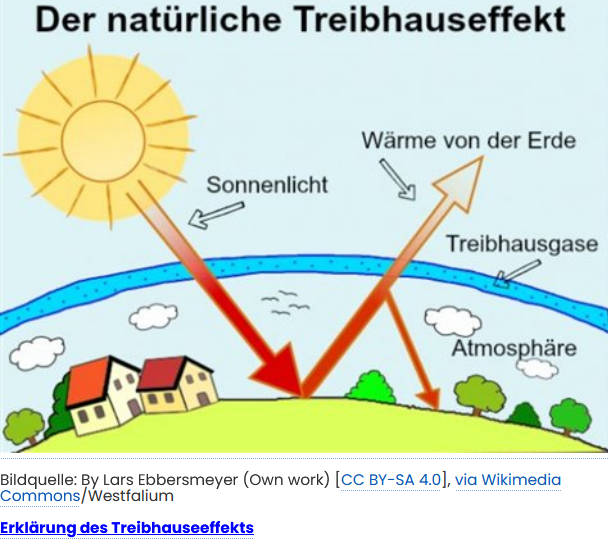 Der natürliche Treibhauseffekt
Wärme von der Erde
Sonnenlicht
Treibhausgase
Atmosphäre
Bildquelle: By Lars Ebbersmeyer (Own work) [CC BY-SA 4.0], via Wikimedia
Commons/Westfalium
Erklärung des Treibhauseeffekts